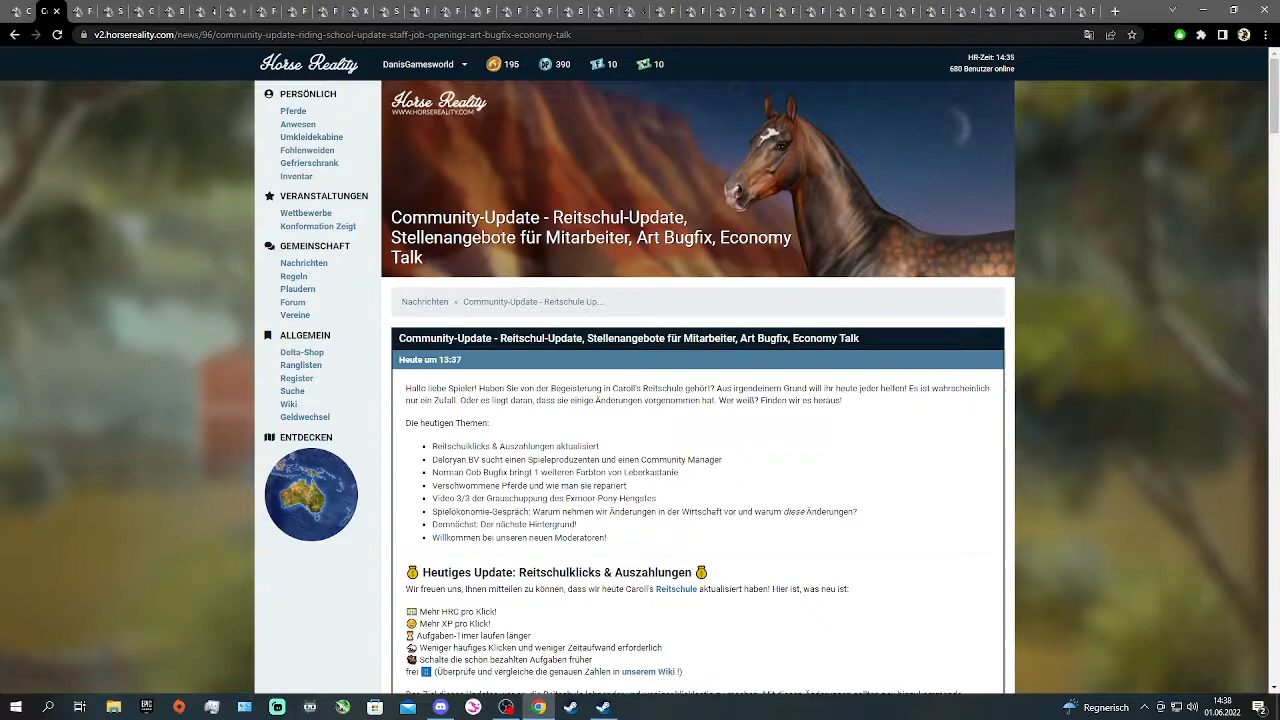 v2.horsereality.com/news/96/community-update-riding-school-update-staff-job-openings-art-bugfix-economy-talk
Horse Reality
DanisGamesworld
195
390
10
10
HR-Zeit: 14:35
680 Benutzer online
PERSÖNLICH
Pferde
Anwesen
Umkleidekabine
Fohlenweiden
Gefrierschrank
Inventar
VERANSTALTUNGEN
Wettbewerbe
Konformation Zeigt
GEMEINSCHAFT
Nachrichten
Regeln
Plaudern
Forum
Vereine
ALLGEMEIN
Delta-Shop
Ranglisten
Register
Suche
Wiki
Geldwechsel
ENTDECKEN
Horse Reality
WWW.HORSEREALITY.COM
Community-Update - Reitschul-Update,
Stellenangebote für Mitarbeiter, Art Bugfix, Economy
Talk
Nachrichten » Community-Update - Reitschule Up...
Community-Update - Reitschul-Update, Stellenangebote für Mitarbeiter, Art Bugfix, Economy Talk
Heute um 13:37
Hallo liebe Spieler! Haben Sie von der Begeisterung in Caroll's Reitschule gehört? Aus irgendeinem Grund will ihr heute jeder helfen! Es ist wahrscheinlich
nur ein Zufall. Oder es liegt daran, dass sie einige Änderungen vorgenommen hat. Wer weiß? Finden wir es heraus!
Die heutigen Themen:
Reitschulklicks & Auszahlungen aktualisiert
Deloryan BV sucht einen Spieleproduzenten und einen Community Manager
Norman Cob Bugfix bringt 1 weiteren Farbton von Leberkastanie
Verschwommene Pferde und wie man sie repariert
Video 3/3 der Grauschuppung des Exmoor-Pony-Hengstes
Spielökonomie-Gespräch: Warum nehmen wir Änderungen in der Wirtschaft vor und warum diese Änderungen?
Demnächst: Der nächste Hintergrund!
Willkommen bei unseren neuen Moderatoren!
Heutiges Update: Reitschulklicks & Auszahlungen
Wir freuen uns, Ihnen mitteilen zu können, dass wir heute Caroll's Reitschule aktualisiert haben! Hier ist, was neu ist:
Mehr HRC pro Klick!
Mehr XP pro Klick!
Aufgaben-Timer laufen länger
Weniger häufiges Klicken und weniger Zeitaufwand erforderlich
Schalte die schön bezahlten Aufgaben früher
frei (Überprüfe und vergleiche die genauen Zahlen in unserem Wiki !)
Regnerisch
14:38
01.06.2022